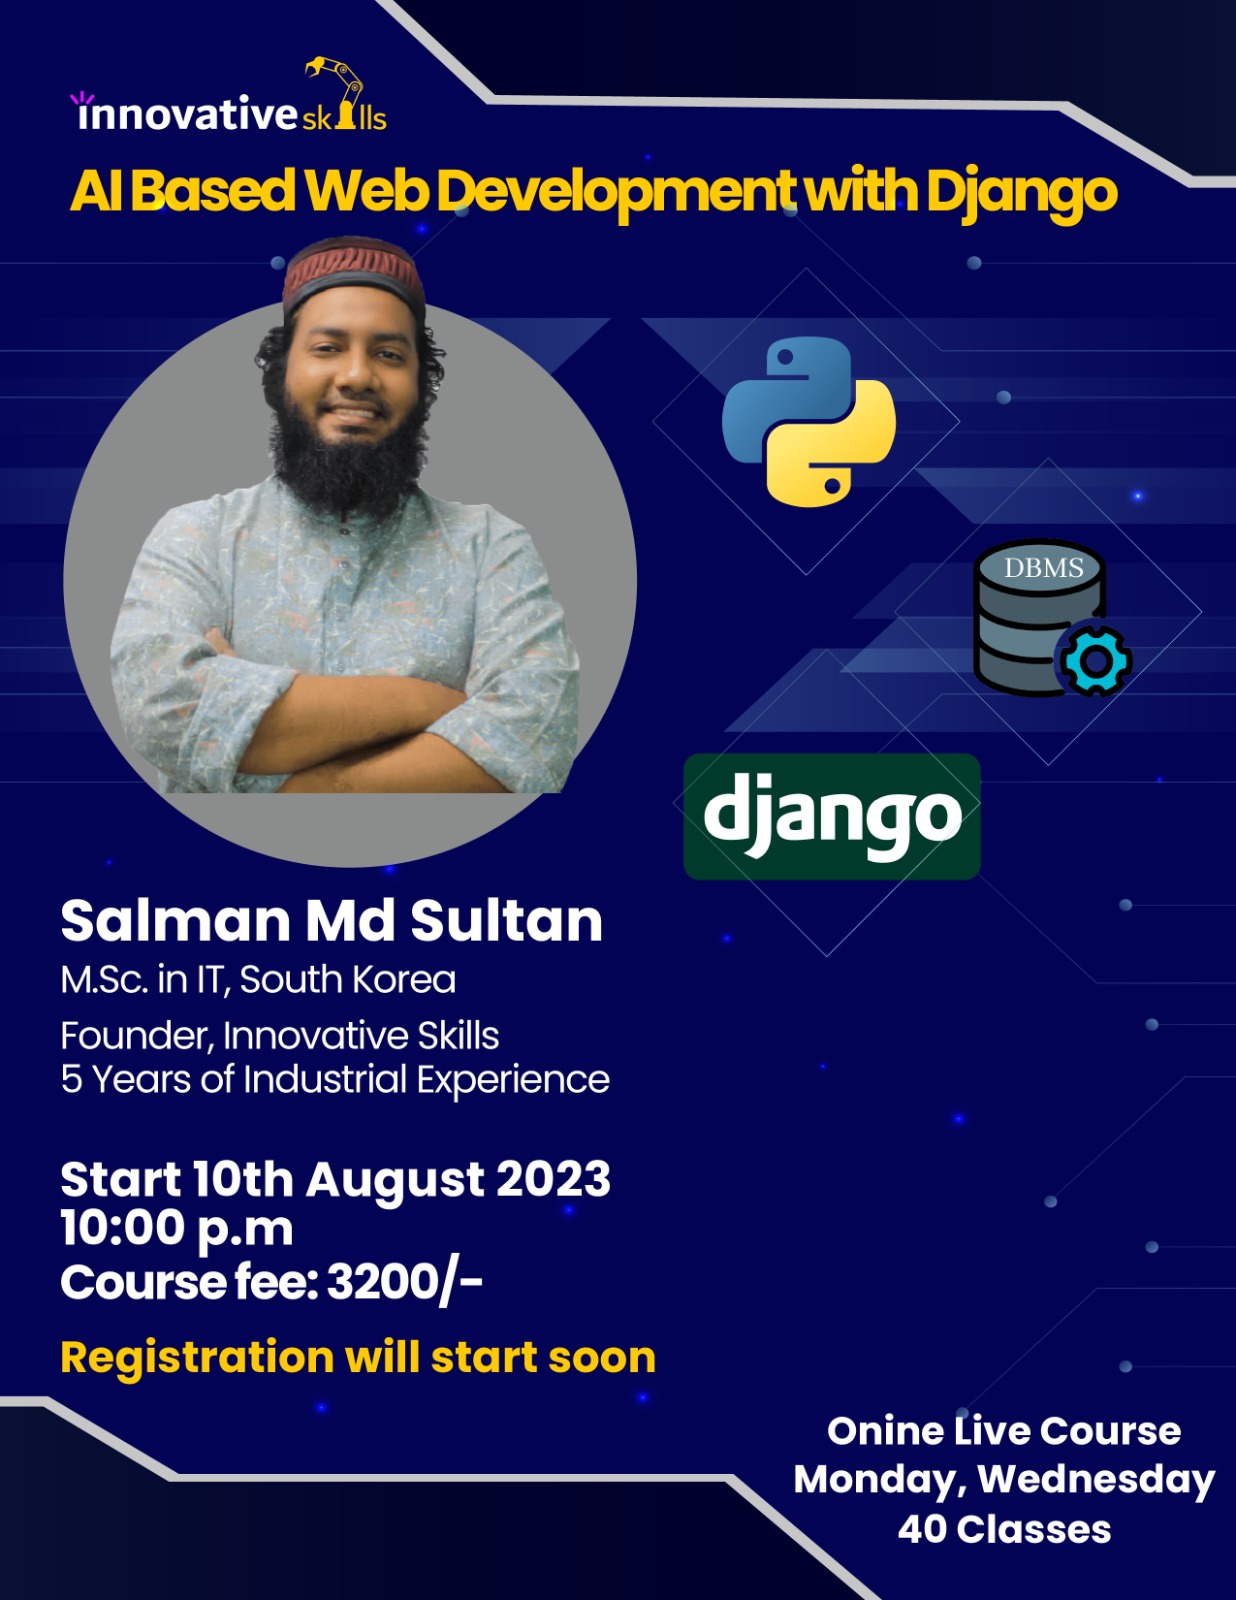 innovative skills
AI Based Web Development with Django
DBMS
django
Salman Md Sultan
M.Sc. in IT, South Korea
Founder, Innovative Skills
5 Years of Industrial Experience
Start 10th August 2023
10:00 p.m
Course fee: 3200/-
Registration will start soon
Onine Live Course
Monday, Wednesday
40 Classes